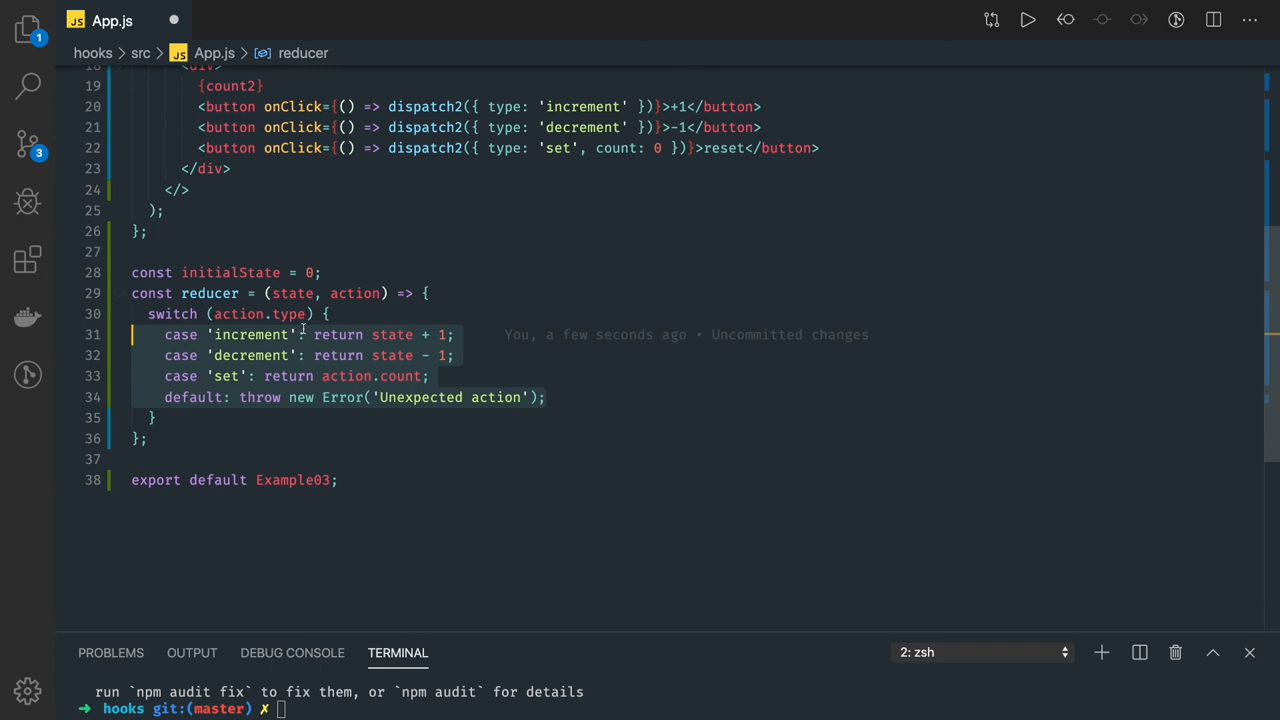 JS App.js
1
hooks > src > JS App.js > reducer
18 <div>
19 {count2}
20 <button onClick={() => dispatch2({ type: 'increment' })}>+1</button>
21 <button onClick={() => dispatch2({ type: 'decrement' })}>-1</button>
22 <button onClick={() => dispatch2({ type: 'set', count: 0 })}>reset</button>
3
23 </div>
24 </>
25 );
26 };
27
28 const initialState = 0;
29 const reducer = (state, action) => {
30 switch (action.type) {
31 case 'increment': return state + 1; You, a few seconds ago • Uncommitted changes
32 case 'decrement': return state - 1;
33 case 'set': return action.count;
34 default: throw new Error('Unexpected action');
35 }
36 };
37
38 export default Example03;
PROBLEMS OUTPUT DEBUG CONSOLE TERMINAL 2: zsh
run `npm audit fix` to fix them, or `npm audit` for details
➜ hooks git:(master) ✗